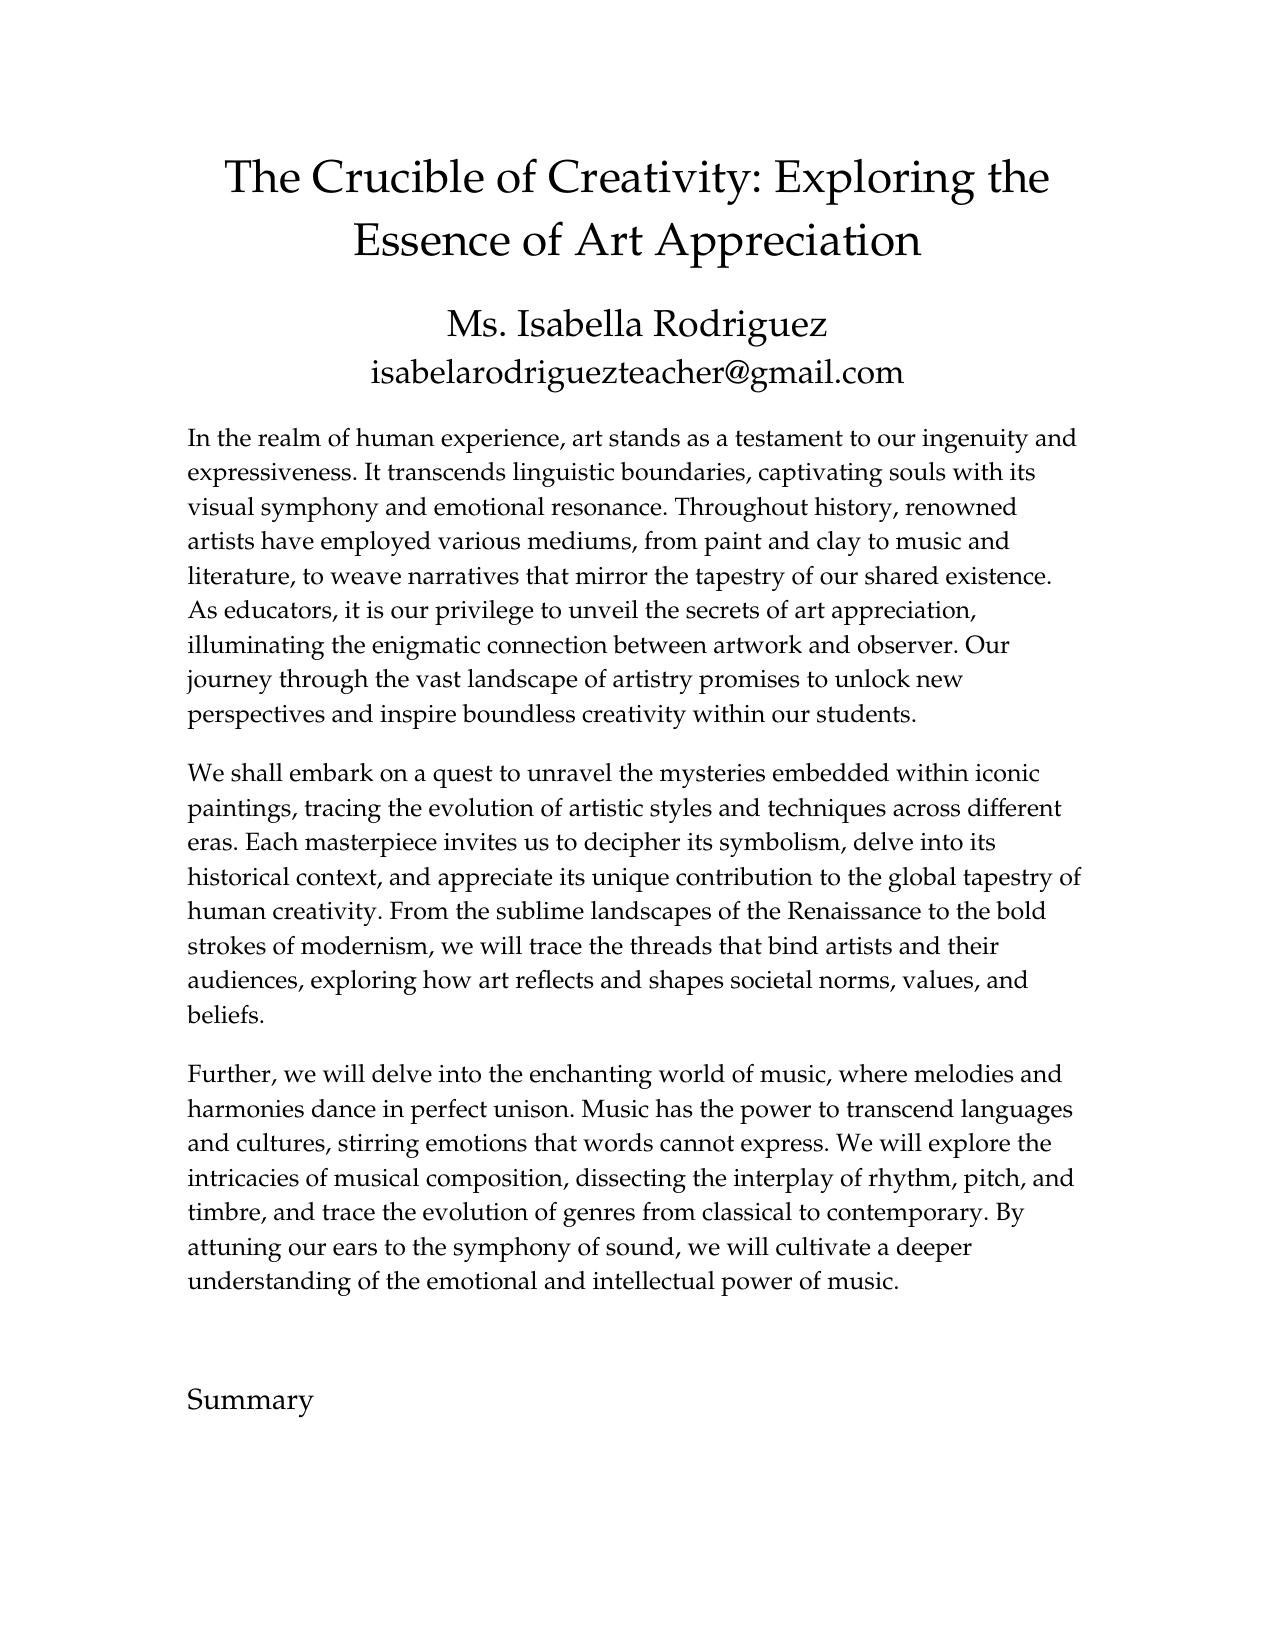 The Crucible of Creativity: Exploring the
Essence of Art Appreciation
Ms. Isabella Rodriguez
isabelarodriguezteacher@gmail.com
In the realm of human experience, art stands as a testament to our ingenuity and
expressiveness. It transcends linguistic boundaries, captivating souls with its
visual symphony and emotional resonance. Throughout history, renowned
artists have employed various mediums, from paint and clay to music and
literature, to weave narratives that mirror the tapestry of our shared existence.
As educators, it is our privilege to unveil the secrets of art appreciation,
illuminating the enigmatic connection between artwork and observer. Our
journey through the vast landscape of artistry promises to unlock new
perspectives and inspire boundless creativity within our students.
We shall embark on a quest to unravel the mysteries embedded within iconic
paintings, tracing the evolution of artistic styles and techniques across different
eras. Each masterpiece invites us to decipher its symbolism, delve into its
historical context, and appreciate its unique contribution to the global tapestry of
human creativity. From the sublime landscapes of the Renaissance to the bold
strokes of modernism, we will trace the threads that bind artists and their
audiences, exploring how art reflects and shapes societal norms, values, and
beliefs.
Further, we will delve into the enchanting world of music, where melodies and
harmonies dance in perfect unison. Music has the power to transcend languages
and cultures, stirring emotions that words cannot express. We will explore the
intricacies of musical composition, dissecting the interplay of rhythm, pitch, and
timbre, and trace the evolution of genres from classical to contemporary. By
attuning our ears to the symphony of sound, we will cultivate a deeper
understanding of the emotional and intellectual power of music.
Summary